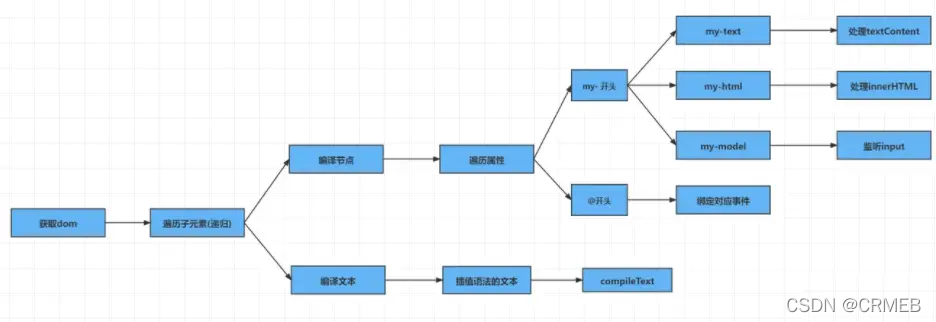 my-text
处理textContent
my- 开头
my-html
处理innerHTML
编译节点
遍历属性
my-model
监听input
获取dom
遍历子元素(递归)
@开头
绑定对应事件
编译文本
插值语法的文本
compileText
CSDN @CRMEB